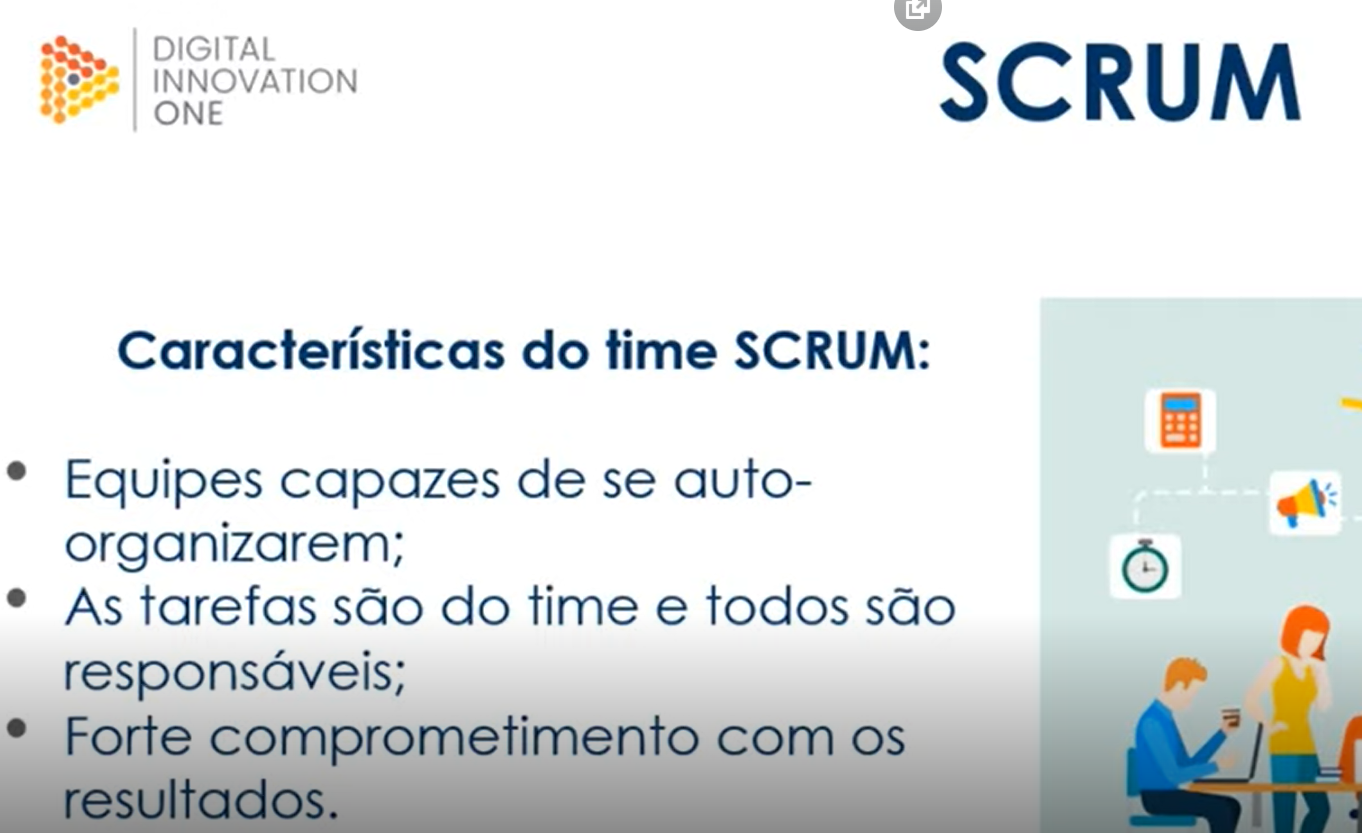 DIGITAL
INNOVATION
ONE
SCRUM
Características do time SCRUM:
Equipes capazes de se auto-
organizarem;
As tarefas são do time e todos são
responsáveis;
Forte comprometimento com os
resultados.